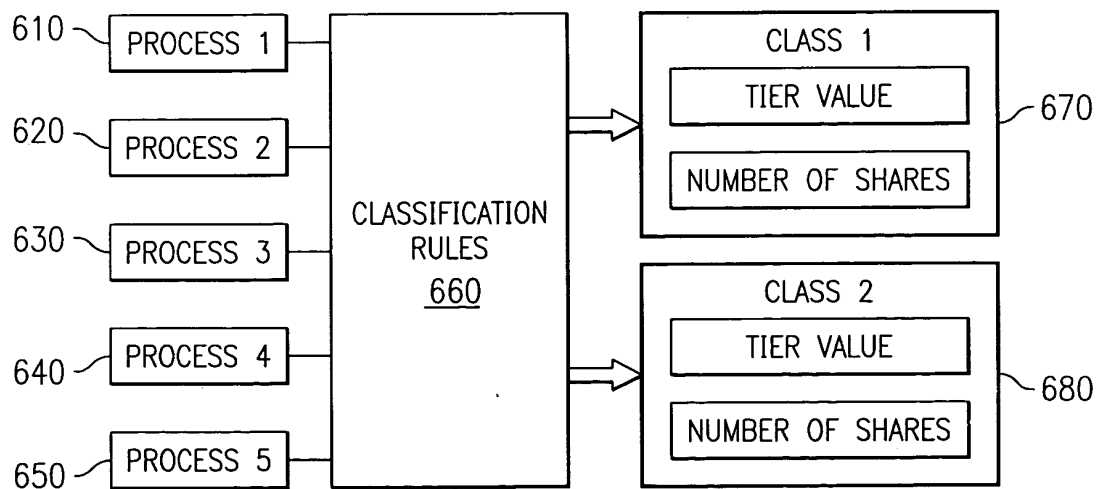 610
PROCESS 1
620
PROCESS 2
630
PROCESS 3
640
PROCESS 4
650
PROCESS 5
CLASSIFICATION
RULES
660
CLASS 1
TIER VALUE
NUMBER OF SHARES
670
CLASS 2
TIER VALUE
NUMBER OF SHARES
680